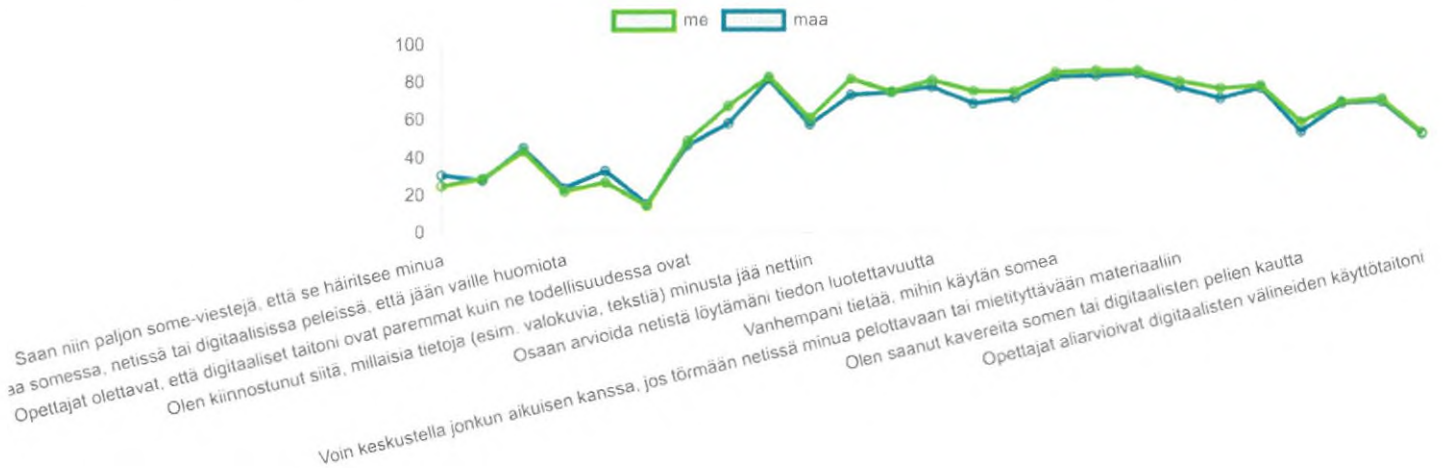 me maa
100
80
60
40
20
0
Saan niin paljon some-viestejä, että se häiritsee minua
aa somessa, netissä tai digitaalisissa peleissä, että jään vaille huomiota
Opettajat olettavat, että digitaaliset taitoni ovat paremmat kuin ne todellisuudessa ovat
Olen kiinnostunut siitä, millaisia tietoja (esim. valokuvia, tekstiä) minusta jää nettiin
Osaan arvioida netistä löytämäni tiedon luotettavuutta
Vanhempani tietää, mihin käytän somea
Voin keskustella jonkun aikuisen kanssa, jos törmään netissä minua pelottavaan tai mietityttävään materiaaliin
Olen saanut kavereita somen tai digitaalisten pelien kautta
Opettajat aliarvioivat digitaalisten välineiden käyttötaitoni